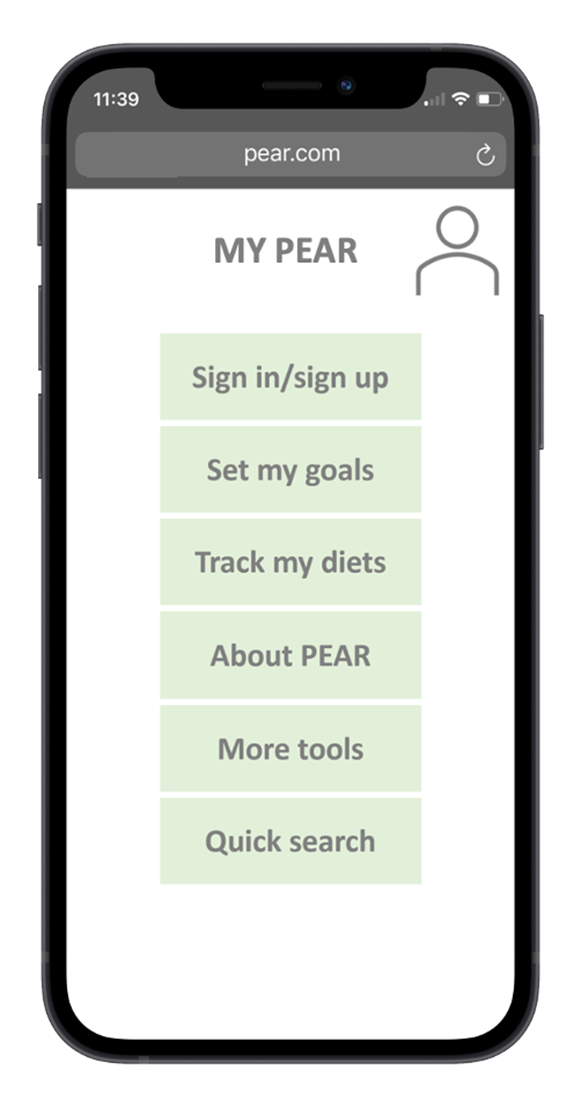 11:39
pear.com
MY PEAR
Sign in/sign up
Set my goals
Track my diets
About PEAR
More tools
Quick search